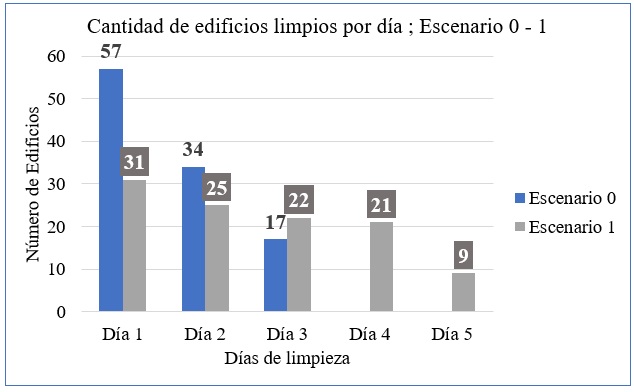 Cantidad de edificios limpios por día ; Escenario 0 - 1
Número de Edificios
60
50
40
30
20
10
0
57
31
34
25
17
22
21
9
Día 1
Día 2
Día 3
Día 4
Día 5
Días de limpieza
Escenario 0
Escenario 1